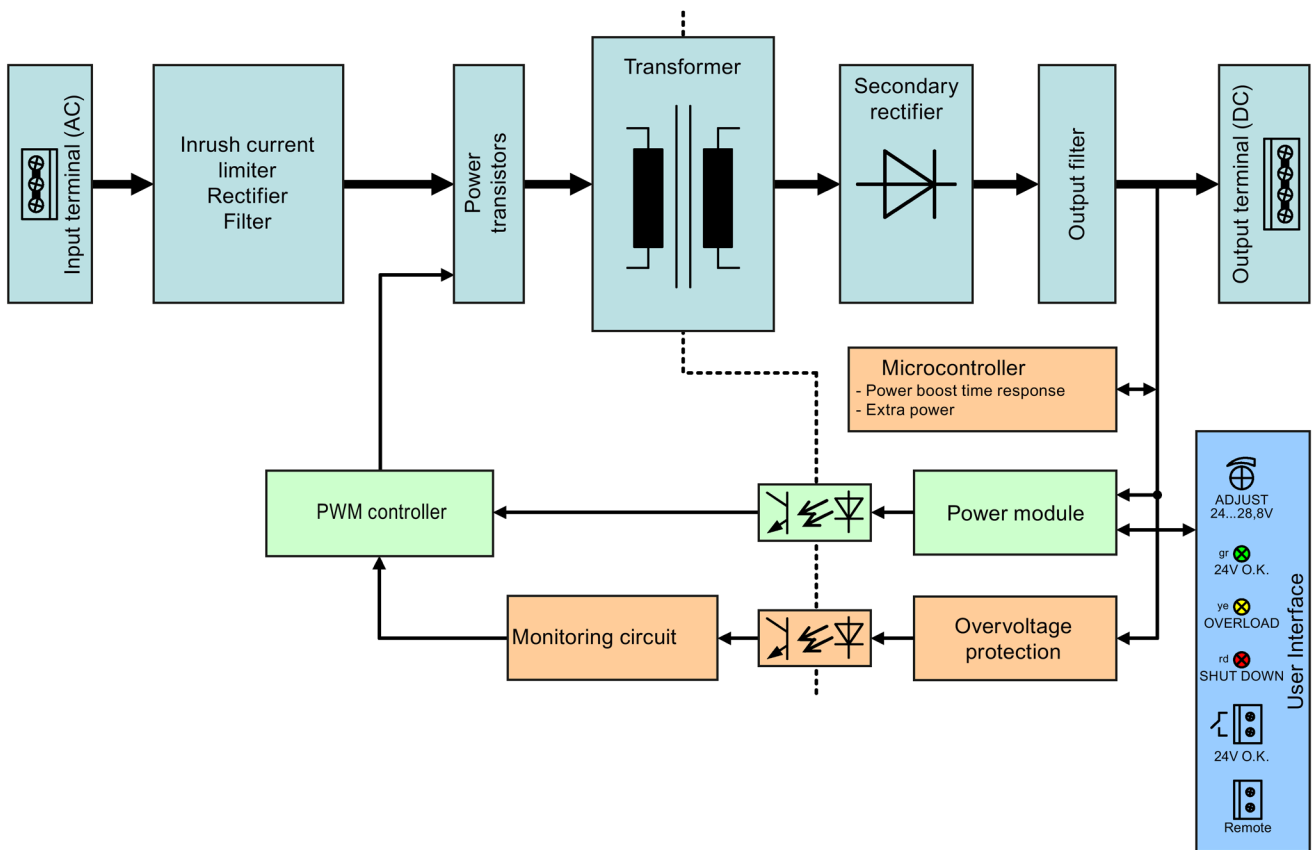 Input terminal (AC)
Inrush current
limiter
Rectifier
Filter
Power
transistors
Transformer
Secondary
rectifier
Output filter
Output terminal (DC)
Microcontroller
- Power boost time response
- Extra power
PWM controller
Power module
Monitoring circuit
Overvoltage
protection
User Interface
ADJUST
24...28,8V
gr
24V O.K.
ye
OVERLOAD
rd
SHUT DOWN
24V O.K.
Remote